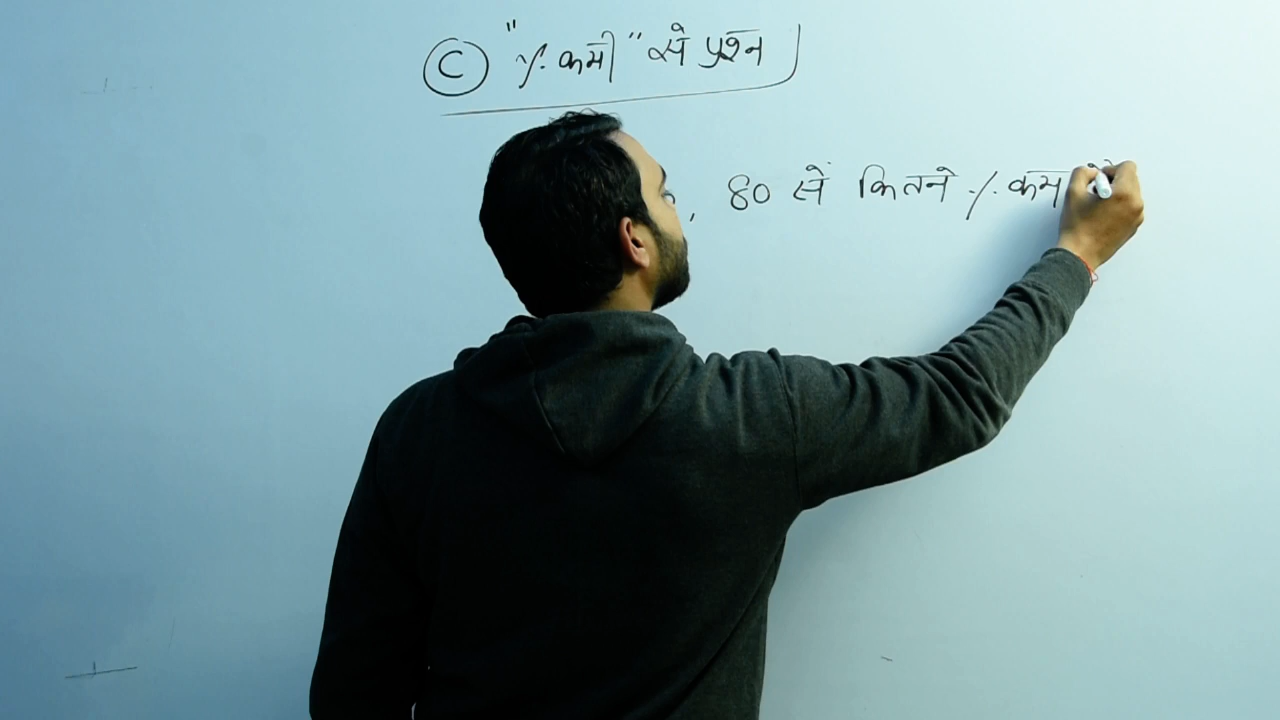 Ⓒ "% कमी" से प्रश्न
, 80 से कितने % कम